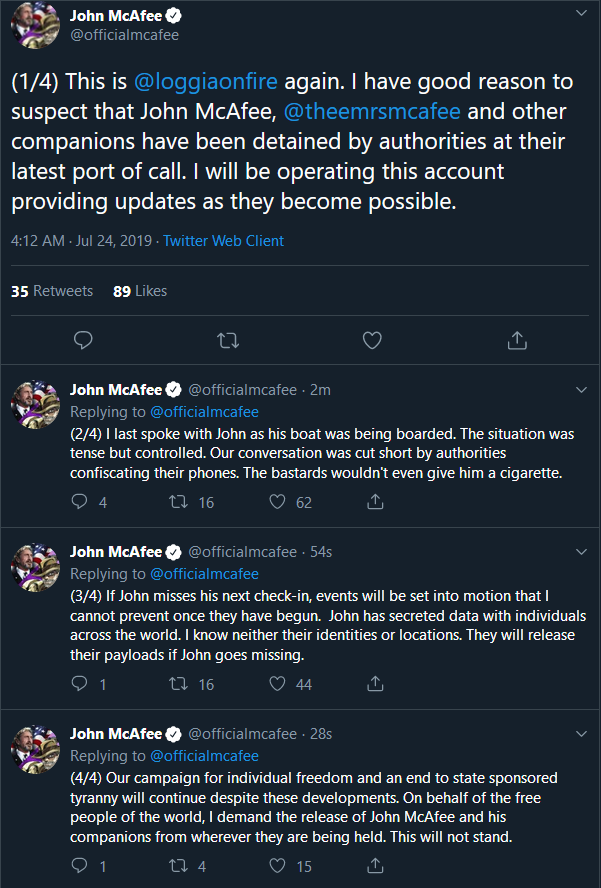 John McAfee
@officialmcafee
(1/4) This is @loggiaonfire again. I have good reason to
suspect that John McAfee, @theemrsmcafee and other
companions have been detained by authorities at their
latest port of call. I will be operating this account
providing updates as they become possible.
4:12 AM · Jul 24, 2019 · Twitter Web Client
35 Retweets 89 Likes
John McAfee @officialmcafee · 2m
Replying to @officialmcafee
(2/4) I last spoke with John as his boat was being boarded. The situation was
tense but controlled. Our conversation was cut short by authorities
confiscating their phones. The bastards wouldn't even give him a cigarette.
4 16 62
John McAfee @officialmcafee · 54s
Replying to @officialmcafee
(3/4) If John misses his next check-in, events will be set into motion that I
cannot prevent once they have begun.  John has secreted data with individuals
across the world. I know neither their identities or locations. They will release
their payloads if John goes missing.
1 16 44
John McAfee @officialmcafee · 28s
Replying to @officialmcafee
(4/4) Our campaign for individual freedom and an end to state sponsored
tyranny will continue despite these developments. On behalf of the free
people of the world, I demand the release of John McAfee and his
companions from wherever they are being held. This will not stand.
1 4 15